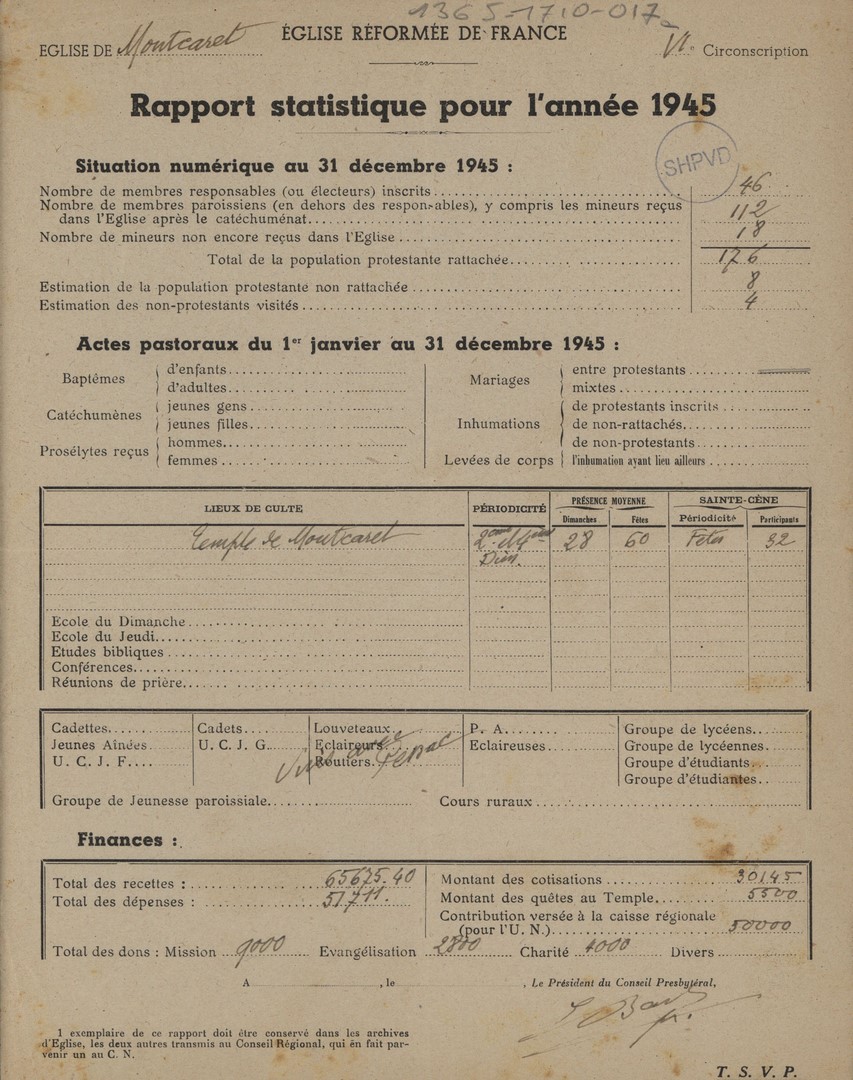 1365-1710-017
EGLISE DE Montcaret
ÉGLISE RÉFORMÉE DE FRANCE
VIe Circonscription
Rapport statistique pour l'année 1945
SHPVD
Situation numérique au 31 décembre 1945 :
Nombre de membres responsables (ou électeurs) inscrits 46
Nombre de membres paroissiens (en dehors des responsables), y compris les mineurs reçus
dans l'Eglise après le catéchuménat 112
Nombre de mineurs non encore reçus dans l'Eglise 18
Total de la population protestante rattachée 176
Estimation de la population protestante non rattachée 8
Estimation des non-protestants visités 4
Actes pastoraux du 1er janvier au 31 décembre 1945 :
Baptêmes
d'enfants
d'adultes
Catéchumènes
jeunes gens
jeunes filles
Prosélytes reçus
hommes
femmes
Mariages
entre protestants
mixtes
Inhumations
de protestants inscrits
de non-rattachés
de non-protestants
Levées de corps
l'inhumation ayant lieu ailleurs
LIEUX DE CULTE
PÉRIODICITÉ
PRÉSENCE MOYENNE
Dimanches
Fêtes
SAINTE-CÈNE
Périodicité
Participants
Temple de Montcaret
Dim.
28
60
Fêtes
32
Ecole du Dimanche
Ecole du Jeudi
Etudes bibliques
Conférences
Réunions de prière
Cadettes
Jeunes Aînées
U. C. J. F.
Cadets
U. C. J. G.
Louveteaux
Eclaireurs
Routiers
P. A.
Eclaireuses
Groupe de lycéens
Groupe de lycéennes
Groupe d'étudiants
Groupe d'étudiantes
Groupe de Jeunesse paroissiale
Cours ruraux
Finances :
Total des recettes : 65675.40
Total des dépenses : 51711.
Montant des cotisations 30145
Montant des quêtes au Temple 5500
Contribution versée à la caisse régionale
(pour l'U. N.) 50000
Total des dons : Mission 9000 Evangélisation 2800 Charité 4000 Divers
A , le , Le Président du Conseil Presbytéral,
1 exemplaire de ce rapport doit être conservé dans les archives
d'Eglise, les deux autres transmis au Conseil Régional, qui en fait par-
venir un au C. N.
T. S. V. P.